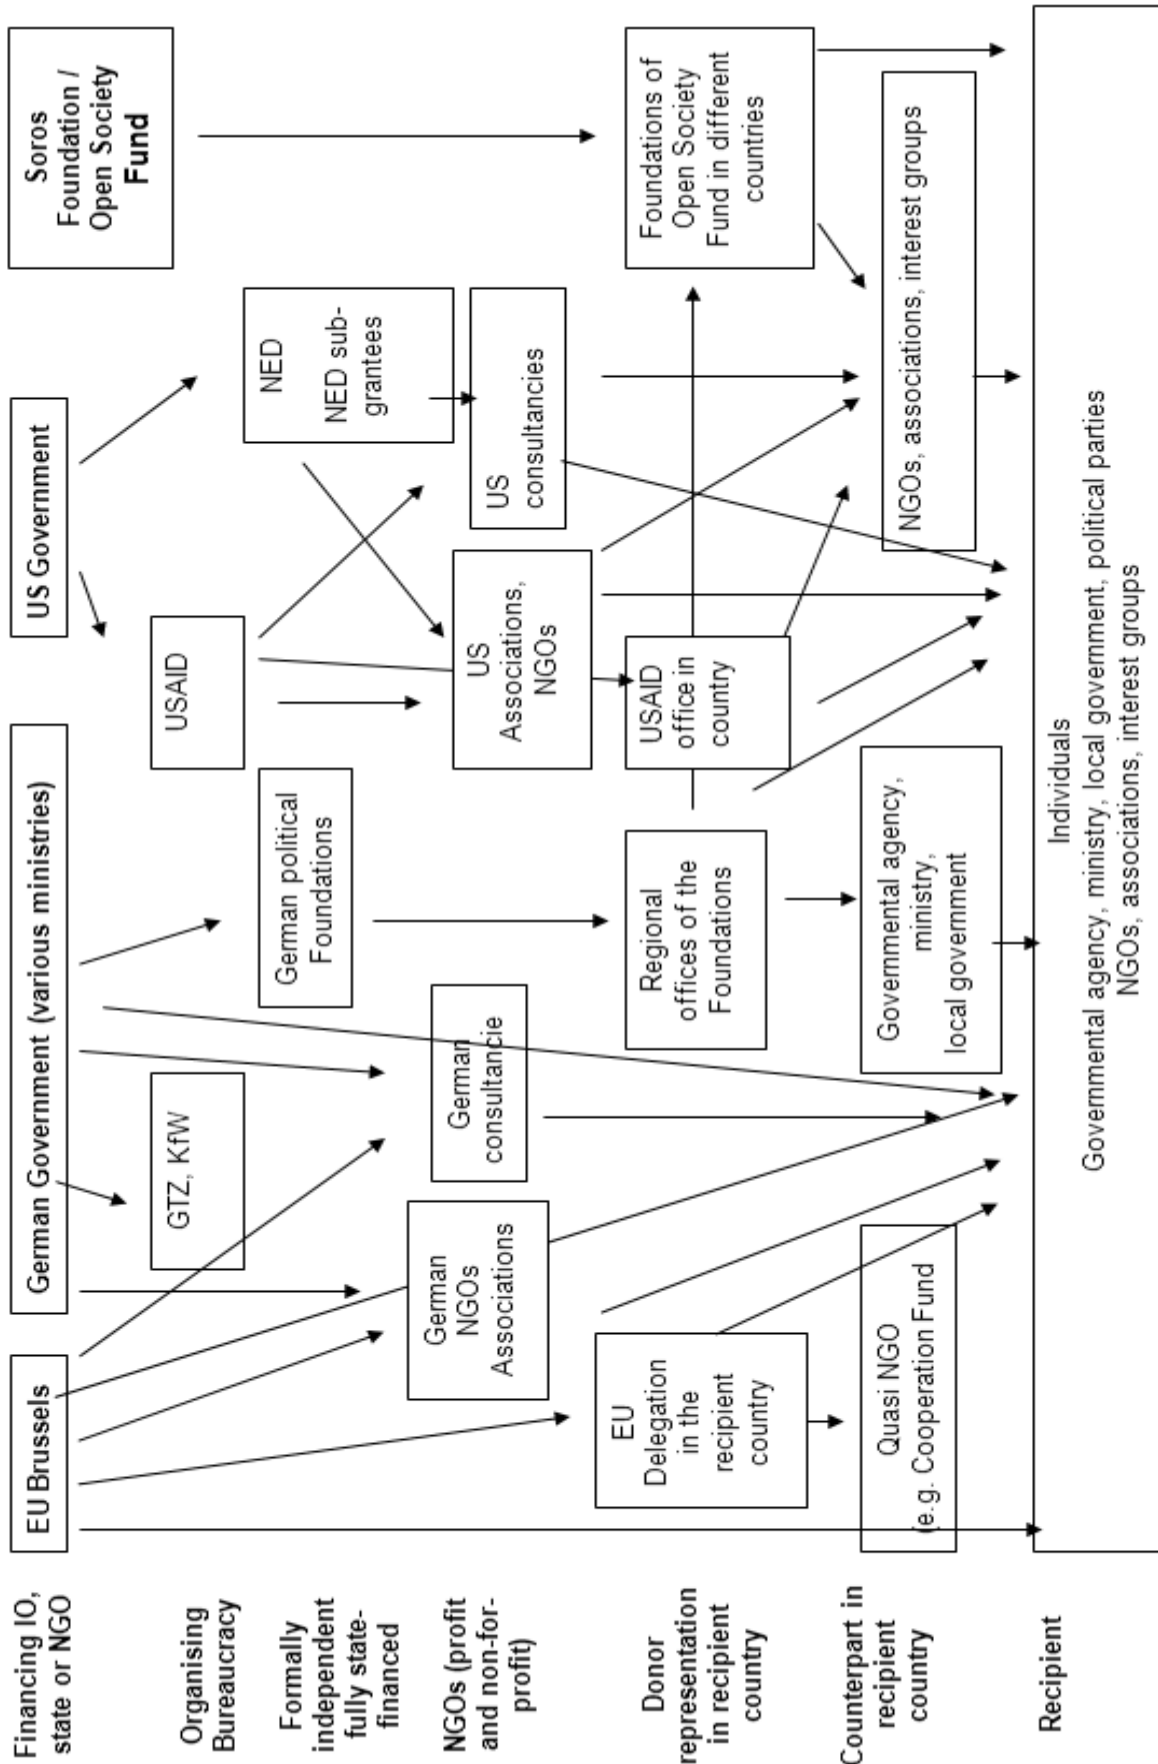 Financing IO,
state or NGO
EU Brussels
German Government (various ministries)
US Government
Soros
Foundation /
Open Society
Fund
Organising
Bureaucracy
GTZ, KfW
USAID
Formally
independent
fully state-
financed
German political
Foundations
NED
NED sub-
grantees
NGOs (profit
and non-for-
profit)
German
NGOs
Associations
German
consultancie
US
Associations,
NGOs
US
consultancies
Donor
representation
in recipient
country
EU
Delegation
in the
recipient
country
Regional
offices of the
Foundations
USAID
office in
country
Foundations of
Open Society
Fund in different
countries
Counterpart in
recipient
country
Quasi NGO
(e.g. Cooperation Fund
Governmental agency,
ministry,
local government
NGOs, associations, interest groups
Recipient
Individuals
Governmental agency, ministry, local government, political parties
NGOs, associations, interest groups